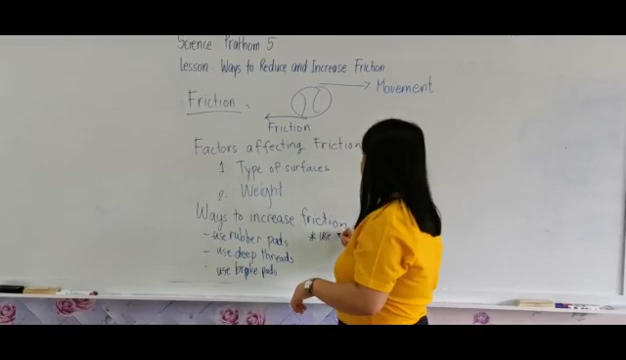 Science Prathom 5
Lesson Ways to Reduce and Increase Friction
Movement
Friction
Friction
Factors affecting Friction
1 Type of surfaces
2. Weight
Ways to increase friction
- use rubber pads * use
- use deep threads
- use brake pads